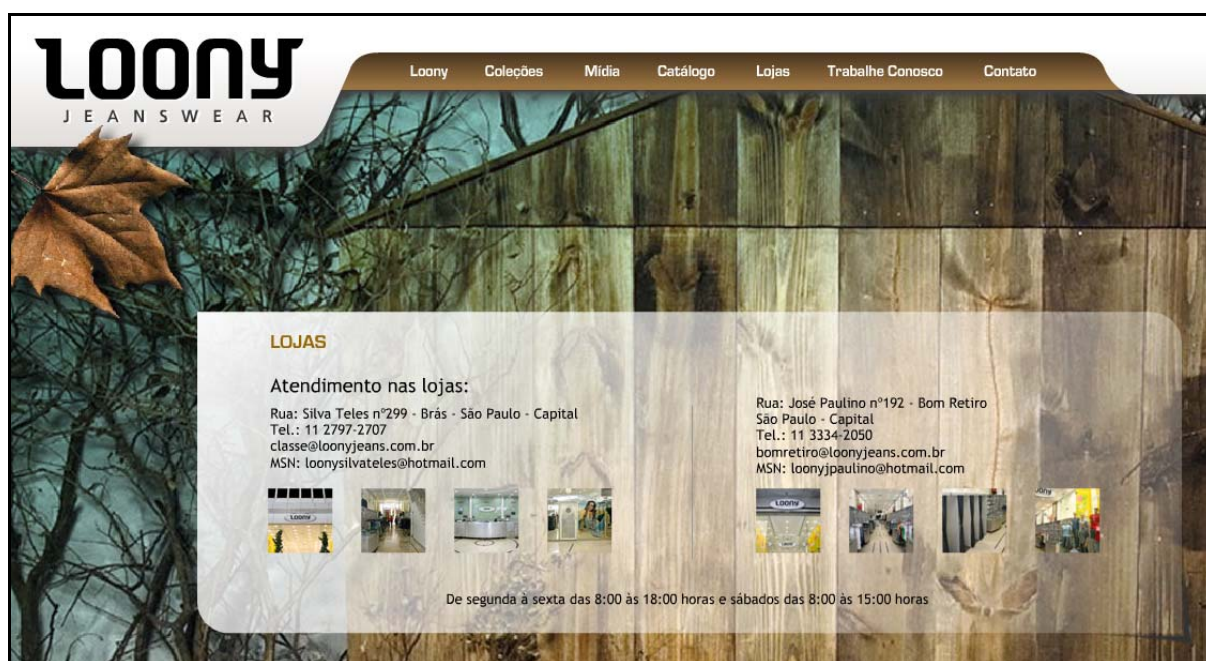 LOONY
JEANSWEAR
Loony Coleções Mídia Catálogo Lojas Trabalhe Conosco Contato
LOJAS
Atendimento nas lojas:
Rua: Silva Teles nº299 - Brás - São Paulo - Capital
Tel.: 11 2797-2707
classe@loonyjeans.com.br
MSN: loonysilvateles@hotmail.com
Rua: José Paulino nº192 - Bom Retiro
São Paulo - Capital
Tel.: 11 3334-2050
bomretiro@loonyjeans.com.br
MSN: loonyjpaulino@hotmail.com
LOONY
LOONY
De segunda à sexta das 8:00 às 18:00 horas e sábados das 8:00 às 15:00 horas